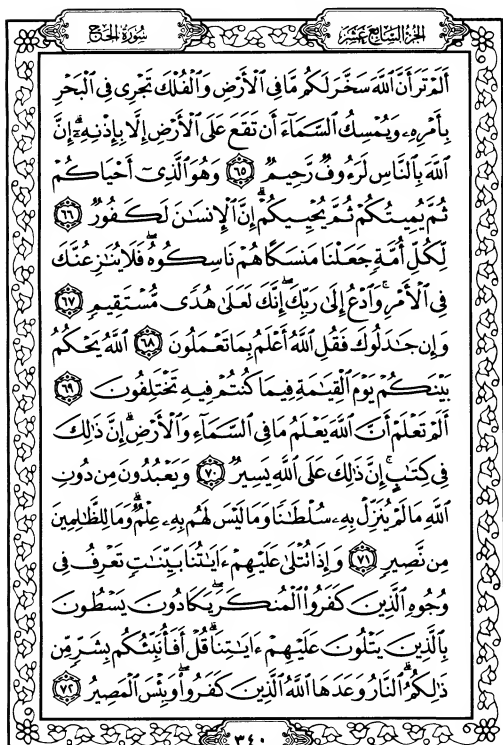 الجزء السابع عشر
سورة الحج
أَلَمْ تَرَ أَنَّ ٱللَّهَ سَخَّرَ لَكُم مَّا فِى ٱلْأَرْضِ وَٱلْفُلْكَ تَجْرِى فِى ٱلْبَحْرِ
بِأَمْرِهِۦ وَيُمْسِكُ ٱلسَّمَآءَ أَن تَقَعَ عَلَى ٱلْأَرْضِ إِلَّا بِإِذْنِهِۦٓ ۗ إِنَّ
ٱللَّهَ بِٱلنَّاسِ لَرَءُوفٌ رَّحِيمٌ ٦٥ وَهُوَ ٱلَّذِىٓ أَحْيَاكُمْ
ثُمَّ يُمِيتُكُمْ ثُمَّ يُحْيِيكُمْ ۗ إِنَّ ٱلْإِنسَٰنَ لَكَفُورٌ ٦٦
لِّكُلِّ أُمَّةٍ جَعَلْنَا مَنسَكًا هُمْ نَاسِكُوهُ ۖ فَلَا يُنَٰزِعُنَّكَ
فِى ٱلْأَمْرِ ۚ وَٱدْعُ إِلَىٰ رَبِّكَ ۖ إِنَّكَ لَعَلَىٰ هُدًى مُّسْتَقِيمٍ ٦٧
وَإِن جَٰدَلُوكَ فَقُلِ ٱللَّهُ أَعْلَمُ بِمَا تَعْمَلُونَ ٦٨ ٱللَّهُ يَحْكُمُ
بَيْنَكُمْ يَوْمَ ٱلْقِيَٰمَةِ فِيمَا كُنتُمْ فِيهِ تَخْتَلِفُونَ ٦٩
أَلَمْ تَعْلَمْ أَنَّ ٱللَّهَ يَعْلَمُ مَا فِى ٱلسَّمَآءِ وَٱلْأَرْضِ ۗ إِنَّ ذَٰلِكَ
فِى كِتَٰبٍ ۚ إِنَّ ذَٰلِكَ عَلَى ٱللَّهِ يَسِيرٌ ٧٠ وَيَعْبُدُونَ مِن دُونِ
ٱللَّهِ مَا لَمْ يُنَزِّلْ بِهِۦ سُلْطَٰنًا وَمَا لَيْسَ لَهُم بِهِۦ عِلْمٌ ۗ وَمَا لِلظَّٰلِمِينَ
مِن نَّصِيرٍ ٧١ وَإِذَا تُتْلَىٰ عَلَيْهِمْ ءَايَٰتُنَا بَيِّنَٰتٍ تَعْرِفُ فِى
وُجُوهِ ٱلَّذِينَ كَفَرُوا۟ ٱلْمُنكَرَ ۖ يَكَادُونَ يَسْطُونَ
بِٱلَّذِينَ يَتْلُونَ عَلَيْهِمْ ءَايَٰتِنَا ۗ قُلْ أَفَأُنَبِّئُكُم بِشَرٍّ مِّن
ذَٰلِكُمُ ۗ ٱلنَّارُ وَعَدَهَا ٱللَّهُ ٱلَّذِينَ كَفَرُوا۟ ۖ وَبِئْسَ ٱلْمَصِيرُ ٧٢
٣٤٠